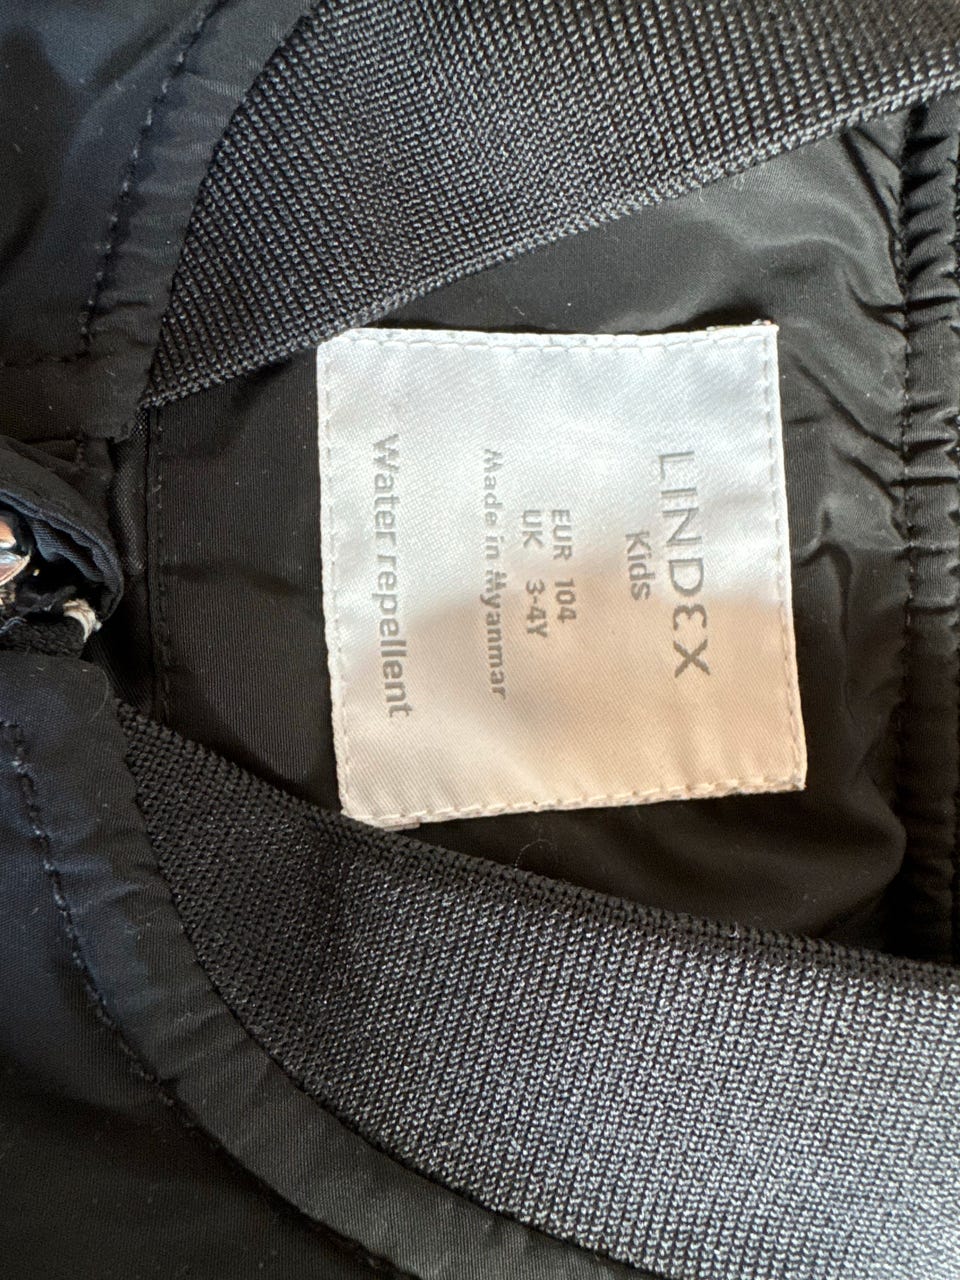 LINDEX
Kids
EUR 104
UK 3-4Y
Made in Myanmar
Water repellent